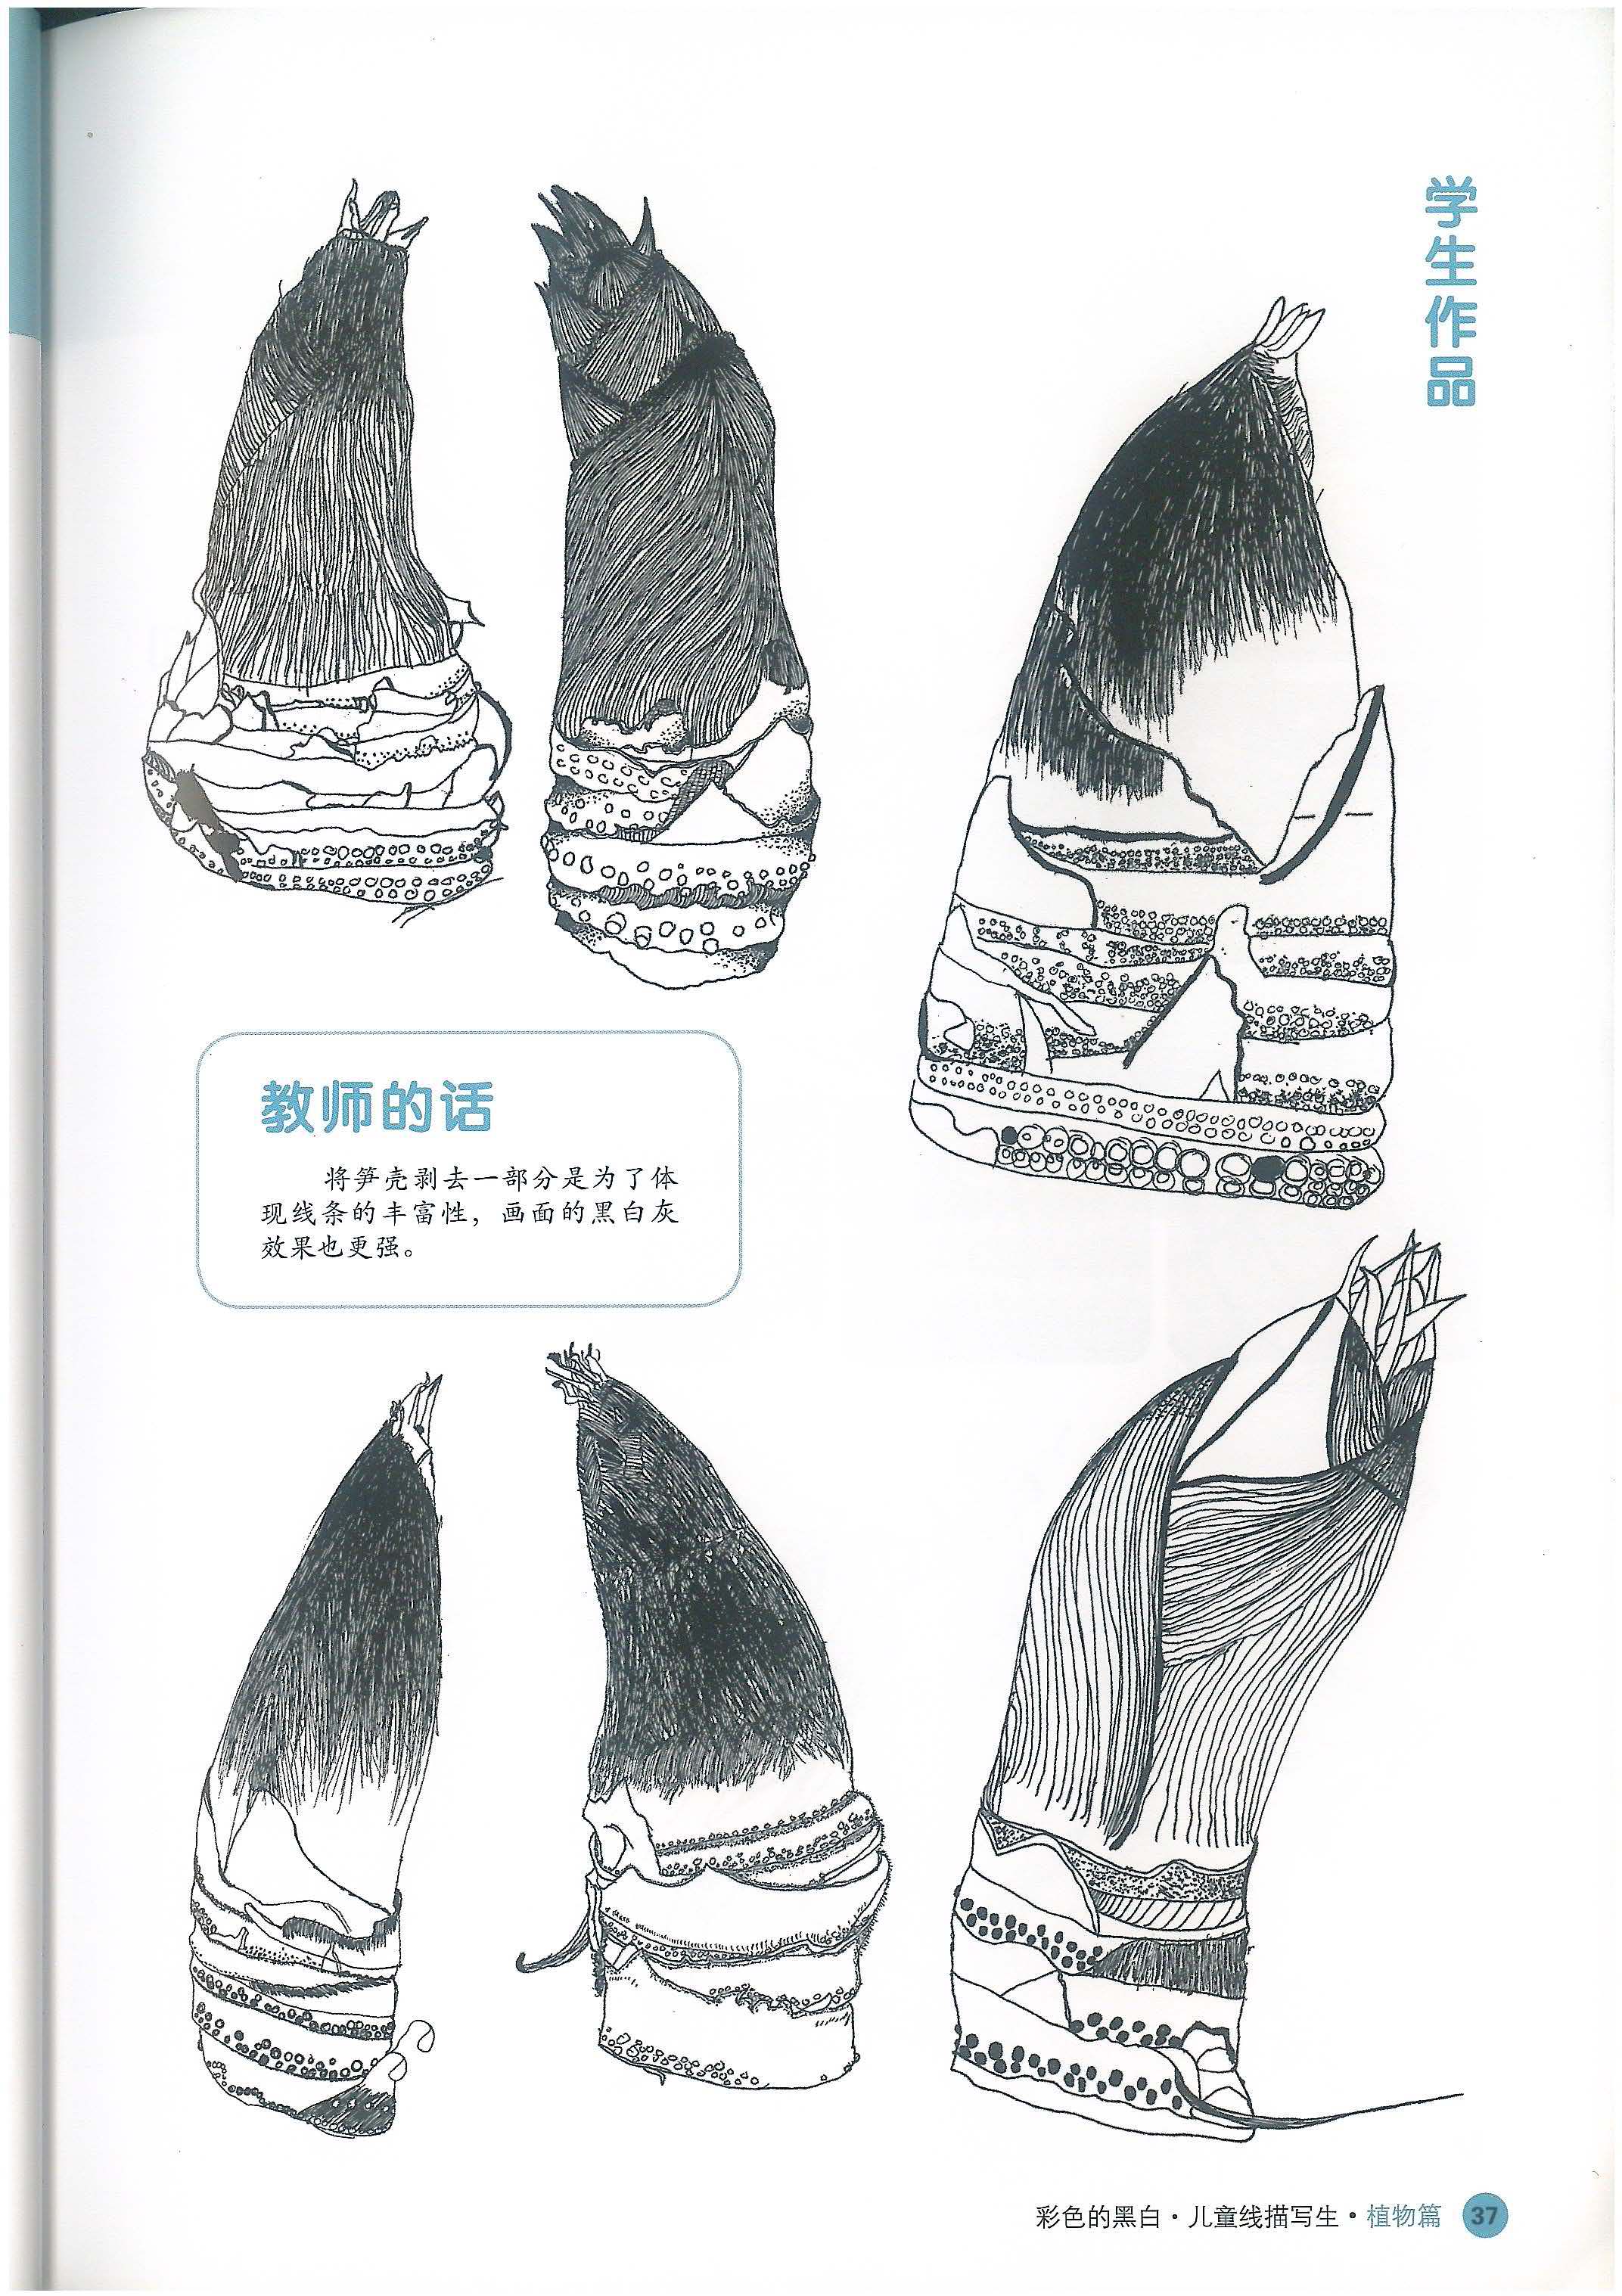 学生作品
教师的话
将笋壳剥去一部分是为了体
现线条的丰富性，画面的黑白灰
效果也更强。
彩色的黑白·儿童线描写生·植物篇 37